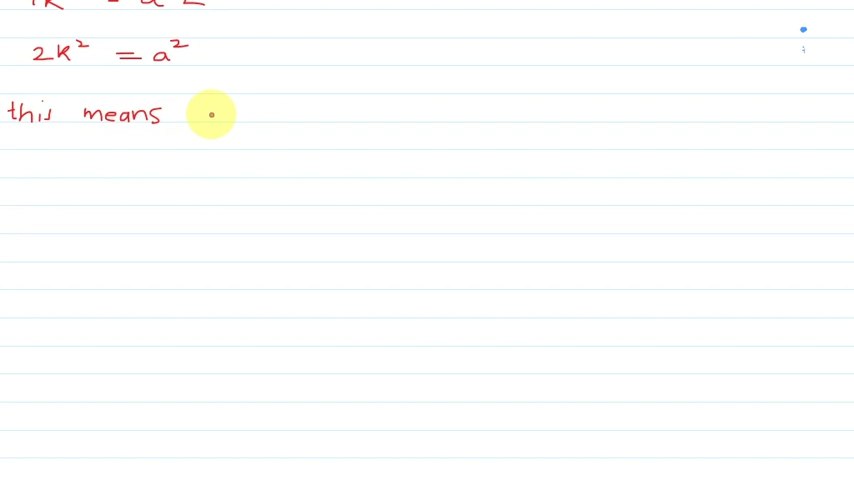 2k² = a²
this means